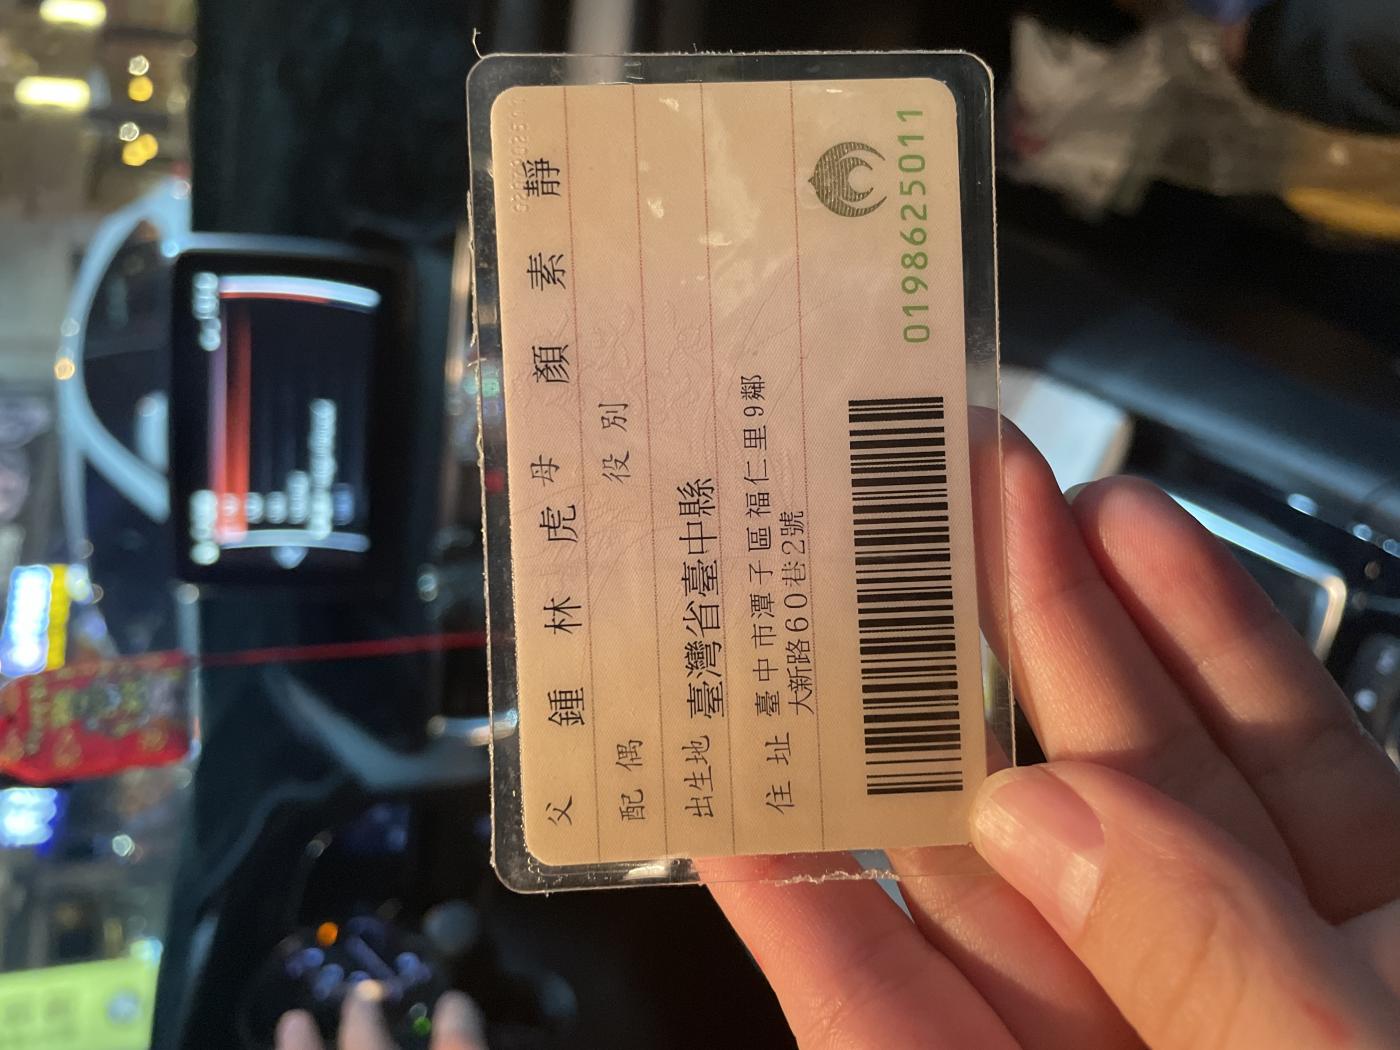 父 鍾林虎 母 顏素靜
配偶 役別
出生地 臺灣省臺中縣
住址 臺中市潭子區福仁里9鄰
大新路60巷2號
0198625011